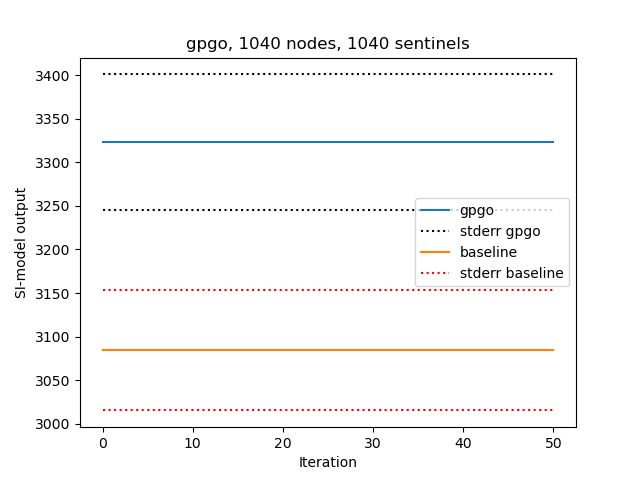 gpgo, 1040 nodes, 1040 sentinels
SI-model output
3400
3350
3300
3250
3200
3150
3100
3050
3000
gpgo
stderr gpgo
baseline
stderr baseline
0 10 20 30 40 50
Iteration